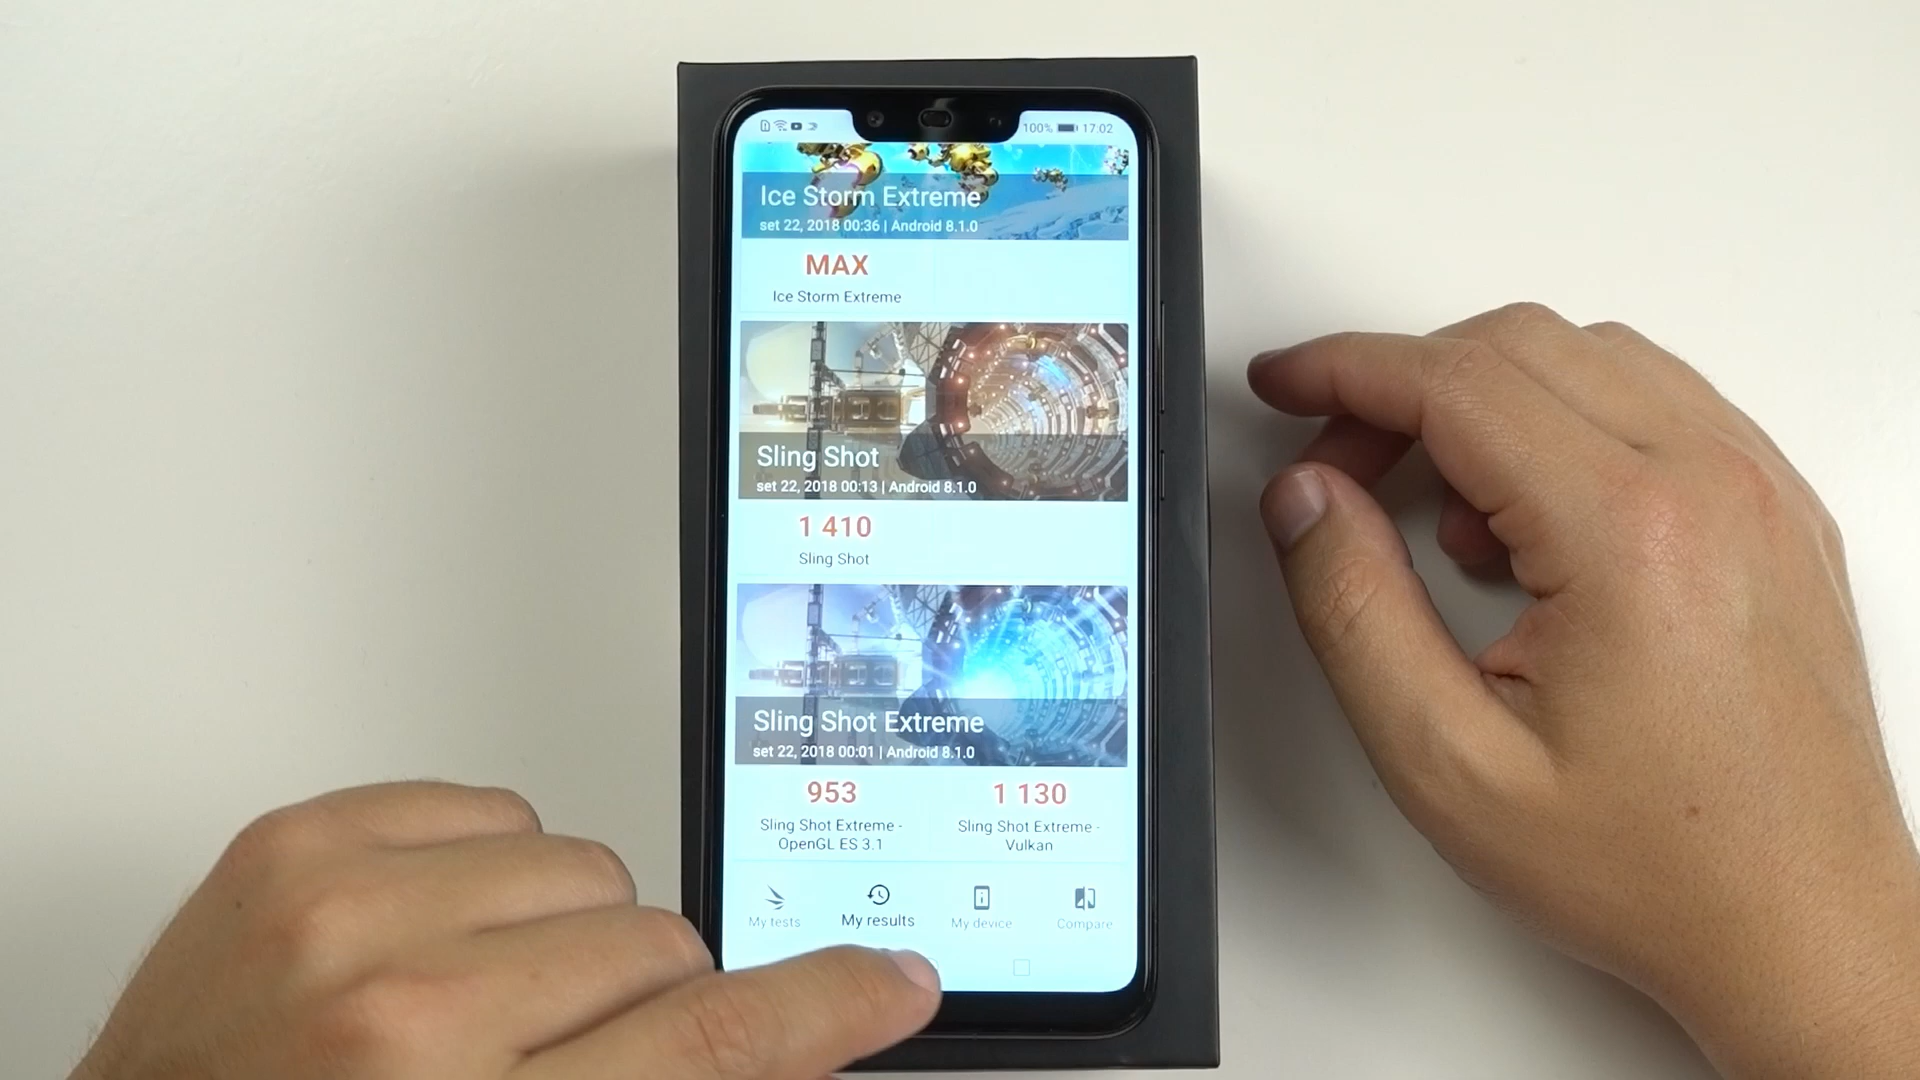 100% 17.02
Ice Storm Extreme
set 22, 2018 00:36 | Android 8.1.0
MAX
Ice Storm Extreme
Sling Shot
set 22, 2018 00:13 | Android 8.1.0
1 410
Sling Shot
Sling Shot Extreme
set 22, 2018 00:01 | Android 8.1.0
953
1 130
Sling Shot Extreme -
OpenGL ES 3.1
Sling Shot Extreme -
Vulkan
My tests
My results
My device
Compare